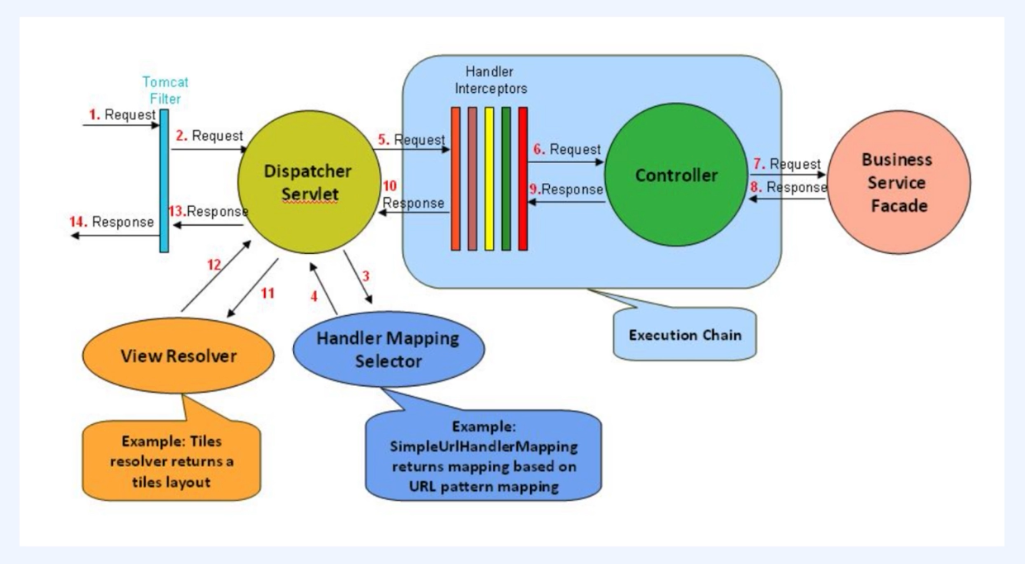 Tomcat
Filter
Handler
Interceptors
1. Request
2. Request
5. Request
6. Request
7. Request
8. Response
9.Response
10
Response
13.Response
14. Response
Dispatcher
Servlet
Controller
Business
Service
Facade
12
11
4
3
View Resolver
Handler Mapping
Selector
Execution Chain
Example: Tiles
resolver returns a
tiles layout
Example:
SimpleUrlHandlerMapping
returns mapping based on
URL pattern mapping